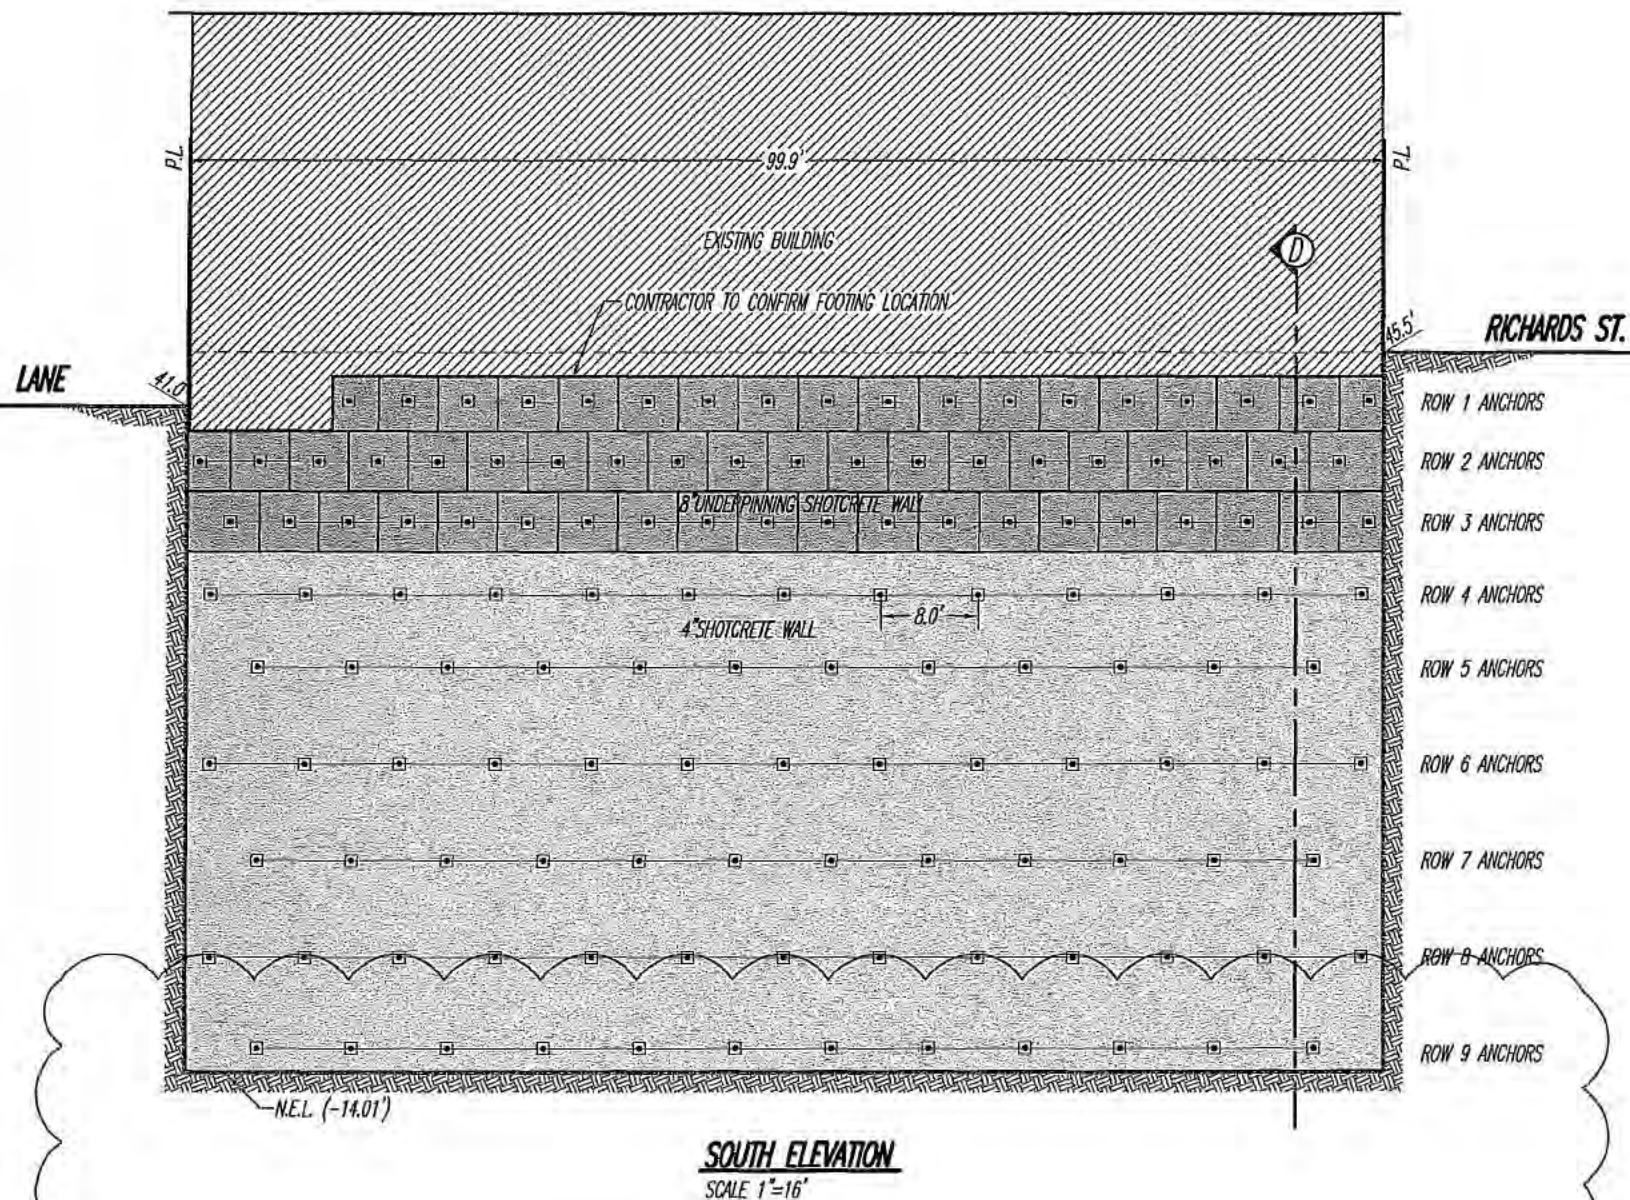 P.L.
P.L.
99.9'
EXISTING BUILDING
D
CONTRACTOR TO CONFIRM FOOTING LOCATION
45.5'
RICHARDS ST.
LANE
41.0'
ROW 1 ANCHORS
ROW 2 ANCHORS
8" UNDERPINNING SHOTCRETE WALL
ROW 3 ANCHORS
ROW 4 ANCHORS
8.0'
4" SHOTCRETE WALL
ROW 5 ANCHORS
ROW 6 ANCHORS
ROW 7 ANCHORS
ROW 8 ANCHORS
ROW 9 ANCHORS
N.E.L. (-14.01')
SOUTH ELEVATION
SCALE 1"=16'